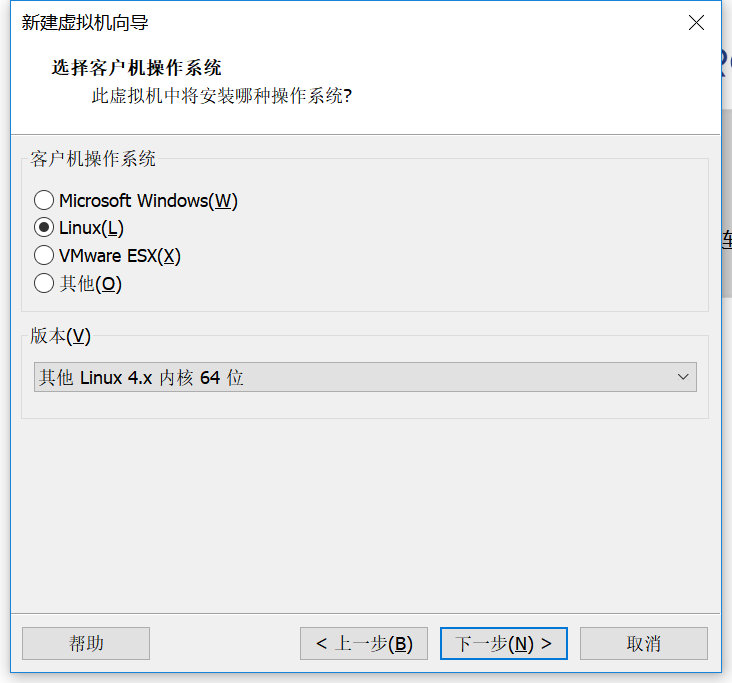 新建虚拟机向导
选择客户机操作系统
此虚拟机中将安装哪种操作系统?
客户机操作系统
Microsoft Windows(W)
Linux(L)
VMware ESX(X)
其他(O)
版本(V)
其他 Linux 4.x 内核 64 位
帮助
< 上一步(B)
下一步(N) >
取消